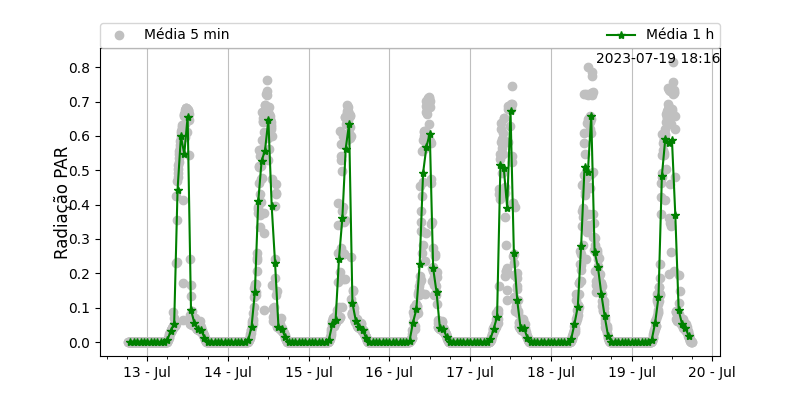 Média 5 min
Média 1 h
2023-07-19 18:16
Radiação PAR
0.8
0.7
0.6
0.5
0.4
0.3
0.2
0.1
0.0
13 - Jul
14 - Jul
15 - Jul
16 - Jul
17 - Jul
18 - Jul
19 - Jul
20 - Jul